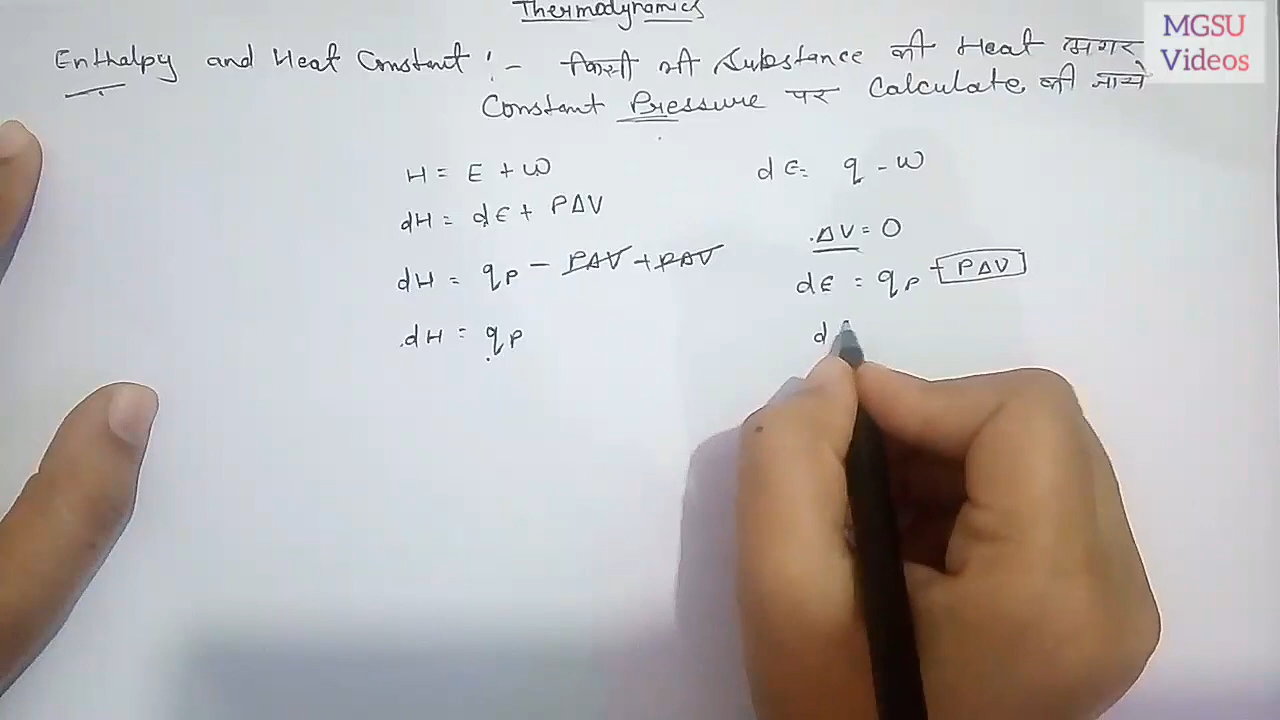 Thermodynamics
MGSU
Videos
Enthalpy and Heat Constant :- किसी भी Substance की Heat अगर
Constant Pressure पर Calculate की जाये
H = E + W
dE = q - W
dH = dE + PΔV
ΔV = 0
dH = qP - PΔV + PΔV
dE = qP - PΔV
dH = qP
d